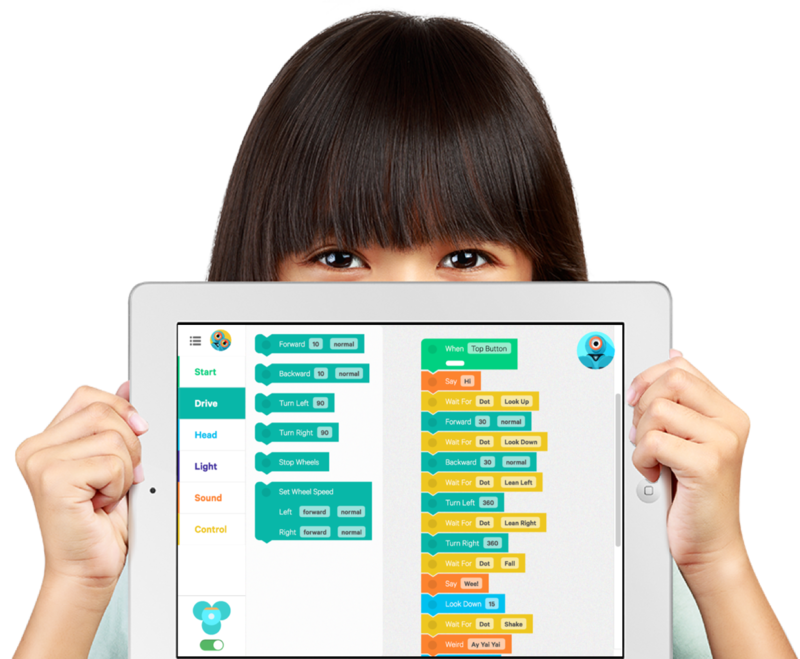 Start
Drive
Head
Light
Sound
Control
Forward 10 normal
Backward 10 normal
Turn Left 90
Turn Right 90
Stop Wheels
Set Wheel Speed
Left forward normal
Right forward normal
When Top Button
Say Hi
Wait For Dot Look Up
Forward 30 normal
Wait For Dot Look Down
Backward 30 normal
Wait For Dot Lean Left
Turn Left 360
Wait For Dot Lean Right
Turn Right 360
Wait For Dot Fall
Say Wee!
Look Down 15
Wait For Dot Shake
Weird Ay Yai Yai